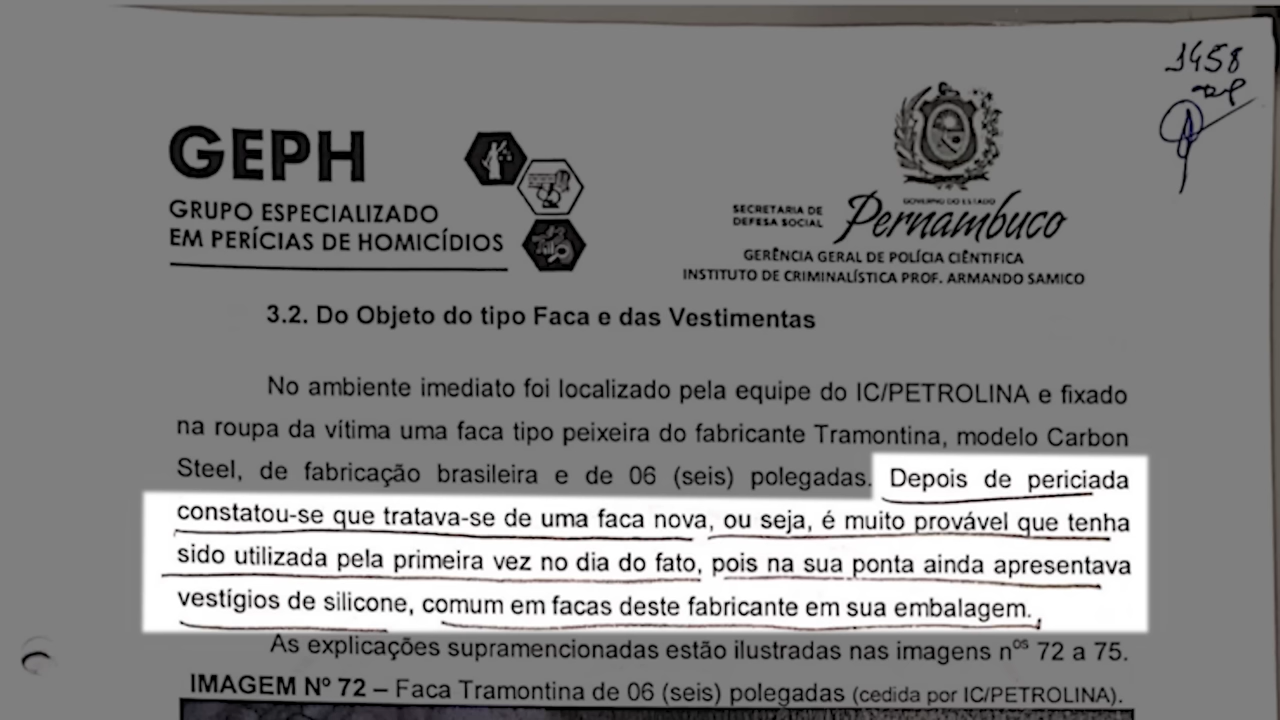 1458
GEPH
GRUPO ESPECIALIZADO
EM PERÍCIAS DE HOMICÍDIOS
GOVERNO DO ESTADO
SECRETARIA DE
DEFESA SOCIAL
Pernambuco
GERÊNCIA GERAL DE POLÍCIA CIÊNTIFICA
INSTITUTO DE CRIMINALÍSTICA PROF. ARMANDO SAMICO
3.2. Do Objeto do tipo Faca e das Vestimentas
No ambiente imediato foi localizado pela equipe do IC/PETROLINA e fixado
na roupa da vítima uma faca tipo peixeira do fabricante Tramontina, modelo Carbon
Steel, de fabricação brasileira e de 06 (seis) polegadas. Depois de periciada
constatou-se que tratava-se de uma faca nova, ou seja, é muito provável que tenha
sido utilizada pela primeira vez no dia do fato, pois na sua ponta ainda apresentava
vestígios de silicone, comum em facas deste fabricante em sua embalagem.
As explicações supramencionadas estão ilustradas nas imagens nos 72 a 75.
IMAGEM Nº 72 – Faca Tramontina de 06 (seis) polegadas (cedida por IC/PETROLINA).